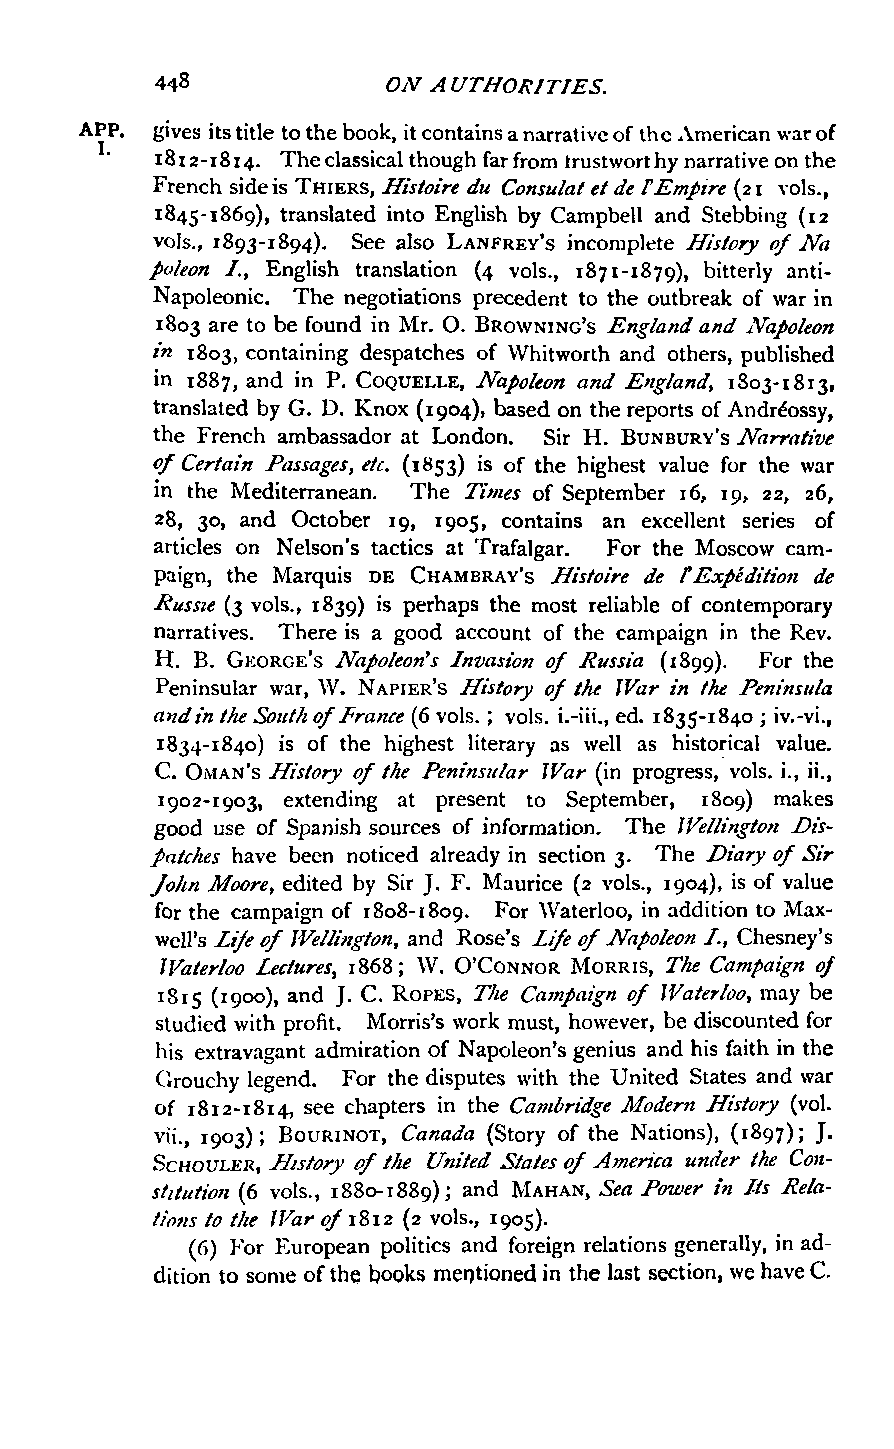 448 ON AUTHORITIES.
APP. gives its title to the book, it contains a narrative of the American war of
I. 1812-1814. The classical though far from trustworthy narrative on the
French side is THIERS, Histoire du Consulat et de l'Empire (21 vols.,
1845-1869), translated into English by Campbell and Stebbing (12
vols., 1893-1894). See also LANFREY'S incomplete History of Na
poleon I., English translation (4 vols., 1871-1879), bitterly anti-
Napoleonic. The negotiations precedent to the outbreak of war in
1803 are to be found in Mr. O. BROWNING'S England and Napoleon
in 1803, containing despatches of Whitworth and others, published
in 1887, and in P. COQUELLE, Napoleon and England, 1803-1813,
translated by G. D. Knox (1904), based on the reports of Andréossy,
the French ambassador at London. Sir H. BUNBURY'S Narrative
of Certain Passages, etc. (1853) is of the highest value for the war
in the Mediterranean. The Times of September 16, 19, 22, 26,
28, 30, and October 19, 1905, contains an excellent series of
articles on Nelson's tactics at Trafalgar. For the Moscow cam-
paign, the Marquis DE CHAMBRAY'S Histoire de l'Expédition de
Russie (3 vols., 1839) is perhaps the most reliable of contemporary
narratives. There is a good account of the campaign in the Rev.
H. B. GEORGE'S Napoleon's Invasion of Russia (1899). For the
Peninsular war, W. NAPIER'S History of the War in the Peninsula
and in the South of France (6 vols. ; vols. i.-iii., ed. 1835-1840 ; iv.-vi.,
1834-1840) is of the highest literary as well as historical value.
C. OMAN'S History of the Peninsular War (in progress, vols. i., ii.,
1902-1903, extending at present to September, 1809) makes
good use of Spanish sources of information. The Wellington Dis-
patches have been noticed already in section 3. The Diary of Sir
John Moore, edited by Sir J. F. Maurice (2 vols., 1904), is of value
for the campaign of 1808-1809. For Waterloo, in addition to Max-
well's Life of Wellington, and Rose's Life of Napoleon I., Chesney's
Waterloo Lectures, 1868 ; W. O'CONNOR MORRIS, The Campaign of
1815 (1900), and J. C. ROPES, The Campaign of Waterloo, may be
studied with profit. Morris's work must, however, be discounted for
his extravagant admiration of Napoleon's genius and his faith in the
Grouchy legend. For the disputes with the United States and war
of 1812-1814, see chapters in the Cambridge Modern History (vol.
vii., 1903) ; BOURINOT, Canada (Story of the Nations), (1897); J.
SCHOULER, History of the United States of America under the Con-
stitution (6 vols., 1880-1889) ; and MAHAN, Sea Power in Its Rela-
tions to the War of 1812 (2 vols., 1905).
(6) For European politics and foreign relations generally, in ad-
dition to some of the books mentioned in the last section, we have C.